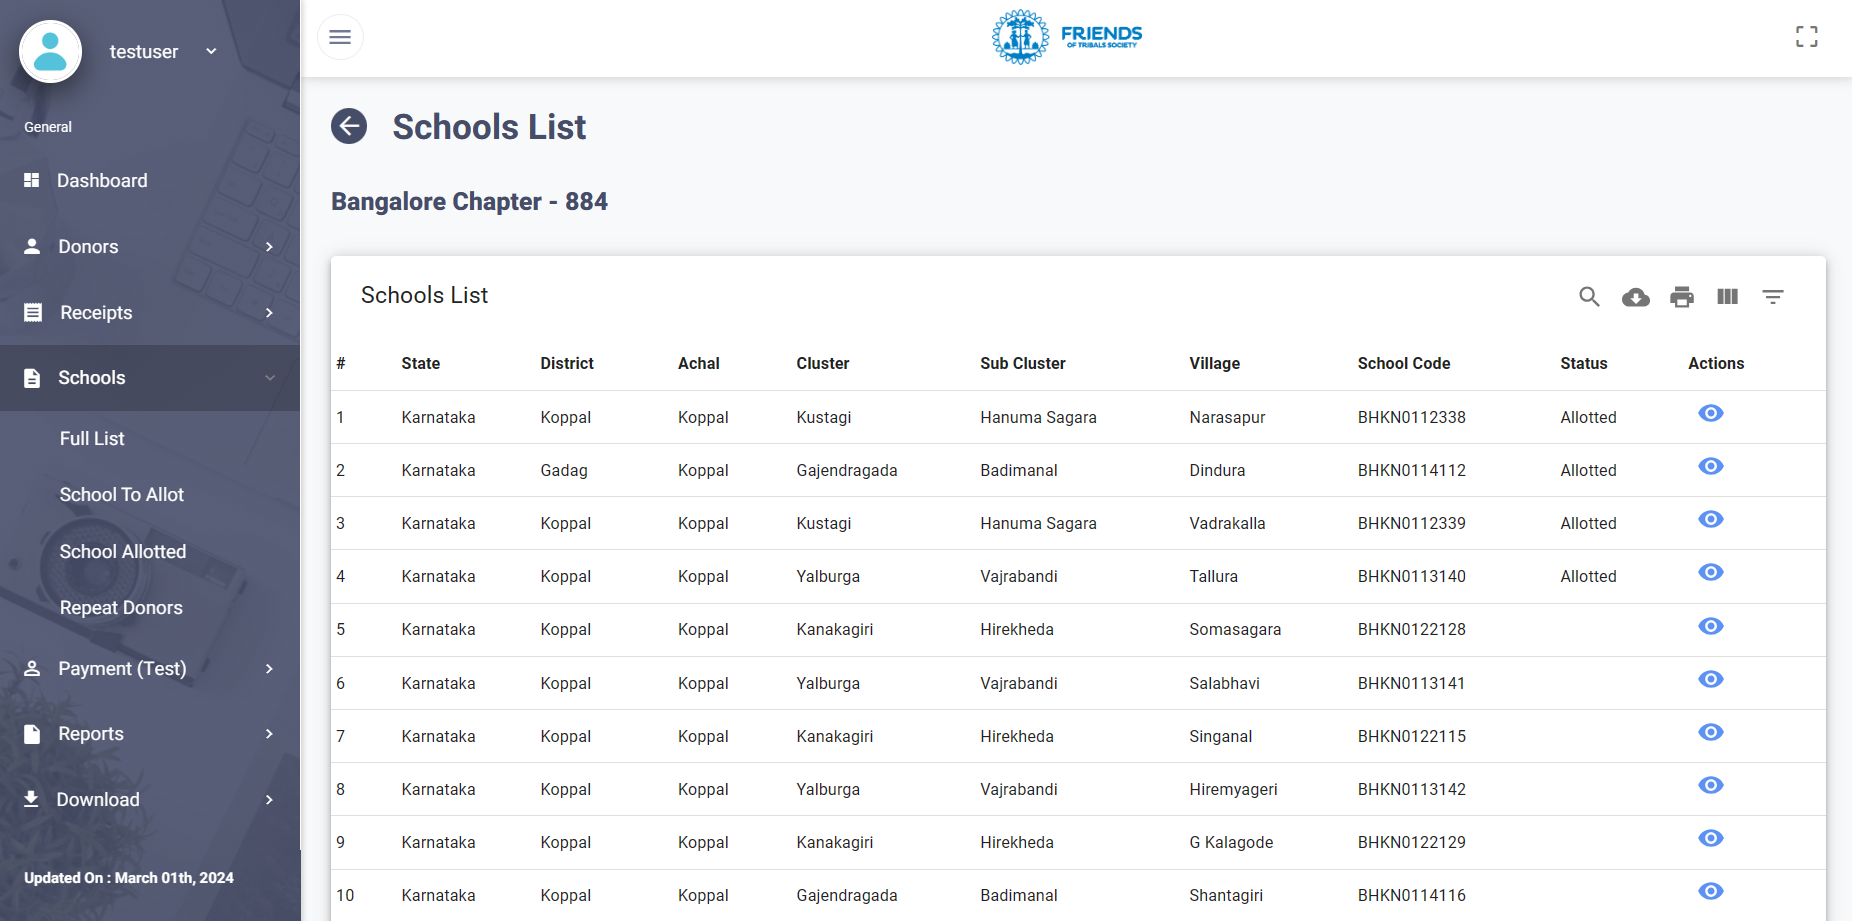 testuser
General
Dashboard
Donors
Receipts
Schools
Full List
School To Allot
School Allotted
Repeat Donors
Payment (Test)
Reports
Download
Updated On : March 01th, 2024
FRIENDS
OF TRIBALS SOCIETY
Schools List
Bangalore Chapter - 884
Schools List
# State District Achal Cluster Sub Cluster Village School Code Status Actions
1 Karnataka Koppal Koppal Kustagi Hanuma Sagara Narasapur BHKN0112338 Allotted
2 Karnataka Gadag Koppal Gajendragada Badimanal Dindura BHKN0114112 Allotted
3 Karnataka Koppal Koppal Kustagi Hanuma Sagara Vadrakalla BHKN0112339 Allotted
4 Karnataka Koppal Koppal Yalburga Vajrabandi Tallura BHKN0113140 Allotted
5 Karnataka Koppal Koppal Kanakagiri Hirekheda Somasagara BHKN0122128
6 Karnataka Koppal Koppal Yalburga Vajrabandi Salabhavi BHKN0113141
7 Karnataka Koppal Koppal Kanakagiri Hirekheda Singanal BHKN0122115
8 Karnataka Koppal Koppal Yalburga Vajrabandi Hiremyageri BHKN0113142
9 Karnataka Koppal Koppal Kanakagiri Hirekheda G Kalagode BHKN0122129
10 Karnataka Koppal Koppal Gajendragada Badimanal Shantagiri BHKN0114116